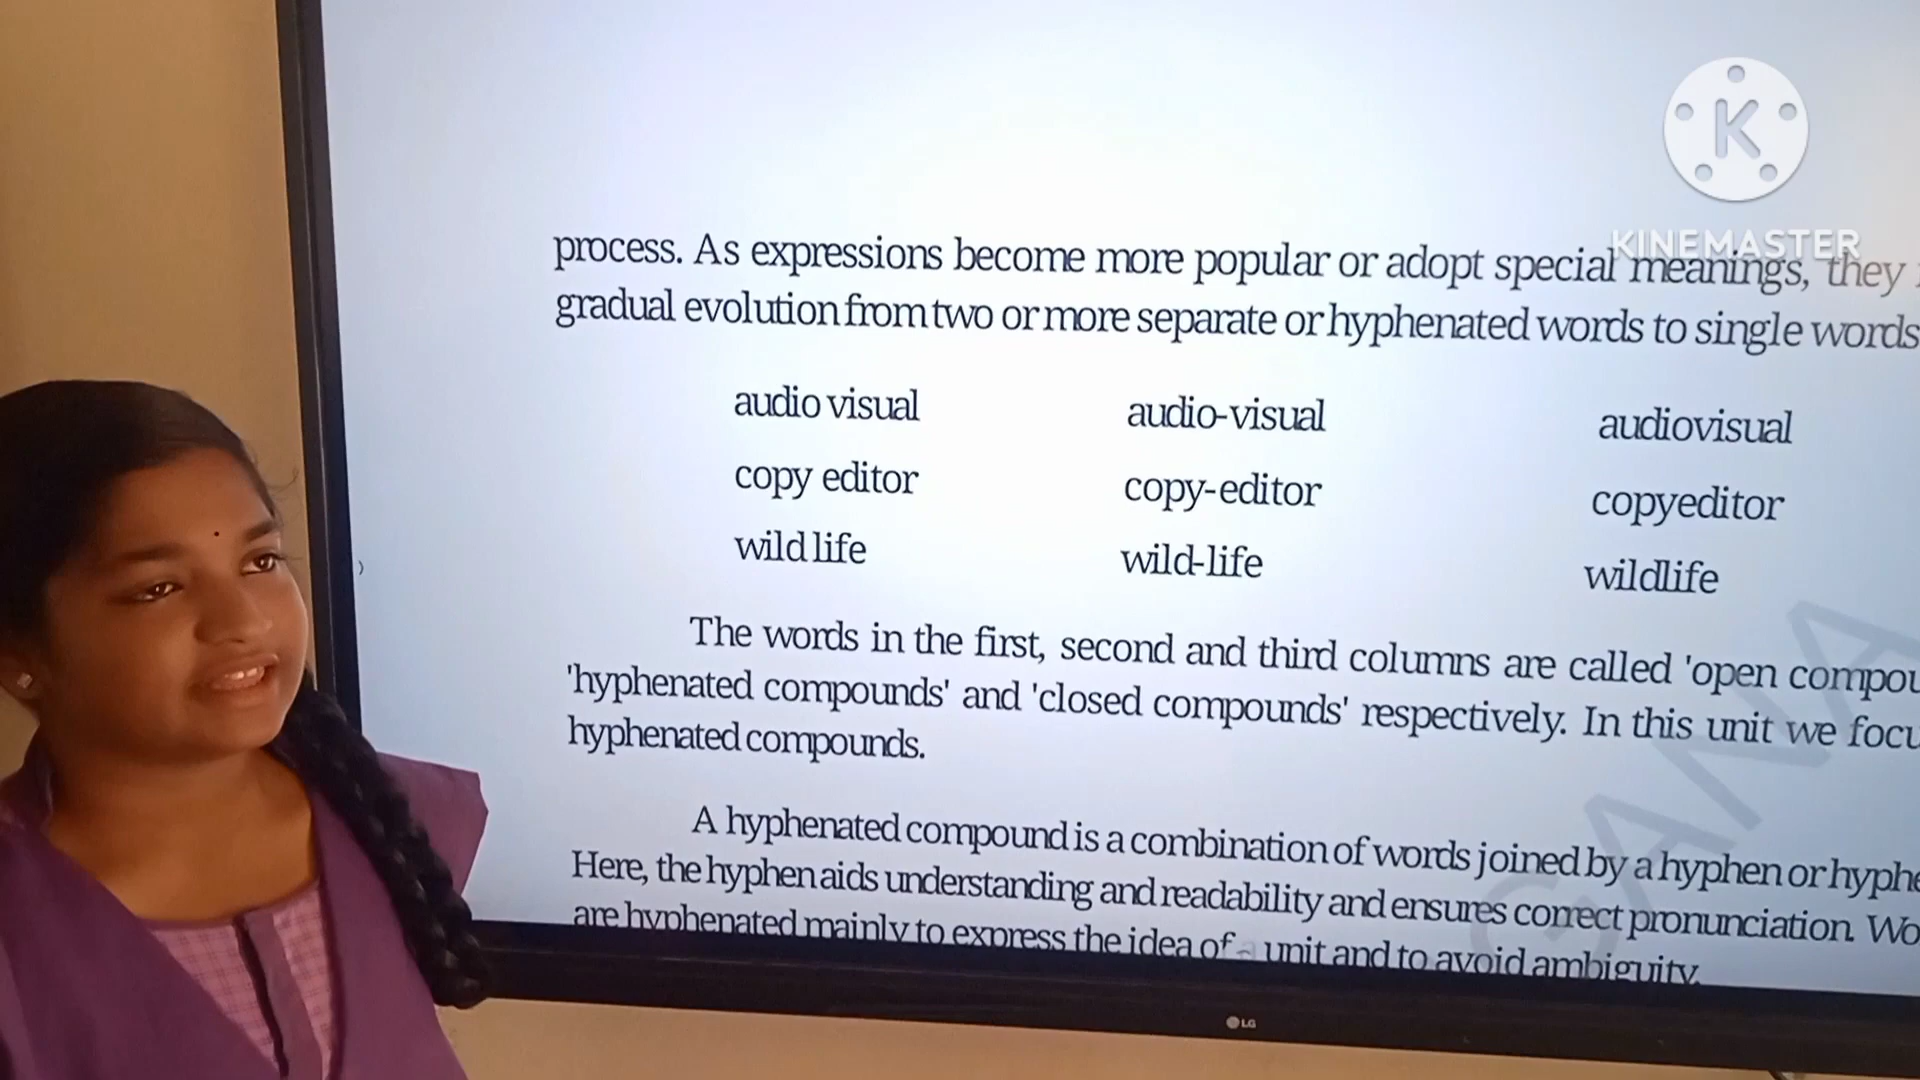 K
KINEMASTER
process. As expressions become more popular or adopt special meanings, they
gradual evolution from two or more separate or hyphenated words to single words
audio visual audio-visual audiovisual
copy editor copy-editor copyeditor
wild life wild-life wildlife
The words in the first, second and third columns are called 'open compou
'hyphenated compounds' and 'closed compounds' respectively. In this unit we focu
hyphenated compounds.
A hyphenated compound is a combination of words joined by a hyphen or hyphe
Here, the hyphen aids understanding and readability and ensures correct pronunciation. Wo
are hyphenated mainly to express the idea of a unit and to avoid ambiguity.
GANA
LG